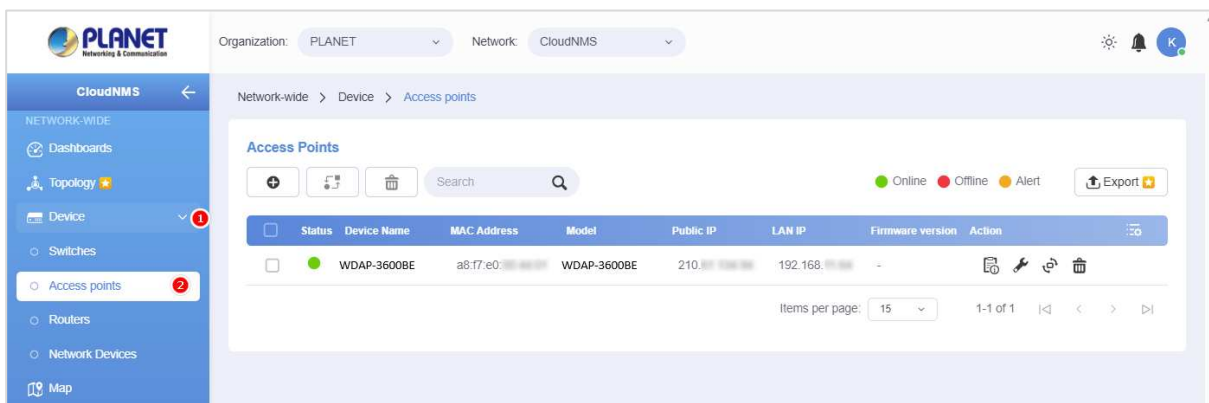 PLANET
Networking & Communication
Organization: PLANET Network: CloudNMS
K
CloudNMS
NETWORK-WIDE
Dashboards
Topology
Device 1
Switches
Access points 2
Routers
Network Devices
Map
Network-wide > Device > Access points
Access Points
Search
Online Offline Alert Export
Status Device Name MAC Address Model Public IP LAN IP Firmware version Action
WDAP-3600BE a8:f7:e0: WDAP-3600BE 210. 192.168. -
Items per page: 15 1-1 of 1